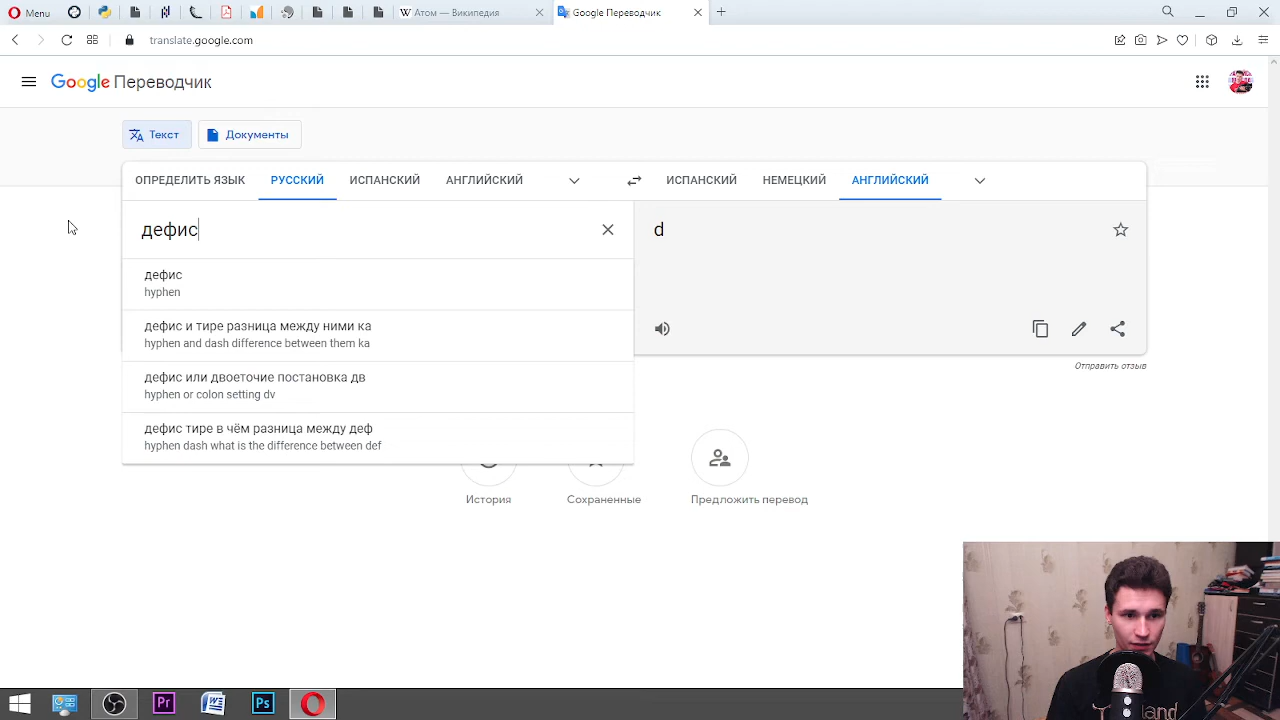 Menu
Атом — Википедия
Google Переводчик
translate.google.com
Google Переводчик
Текст
Документы
ОПРЕДЕЛИТЬ ЯЗЫК
РУССКИЙ
ИСПАНСКИЙ
АНГЛИЙСКИЙ
ИСПАНСКИЙ
НЕМЕЦКИЙ
АНГЛИЙСКИЙ
дефис
d
дефис
hyphen
дефис и тире разница между ними ка
hyphen and dash difference between them ka
дефис или двоеточие постановка дв
hyphen or colon setting dv
дефис тире в чём разница между деф
hyphen dash what is the difference between def
Отправить отзыв
История
Сохраненные
Предложить перевод
Pr
Ps